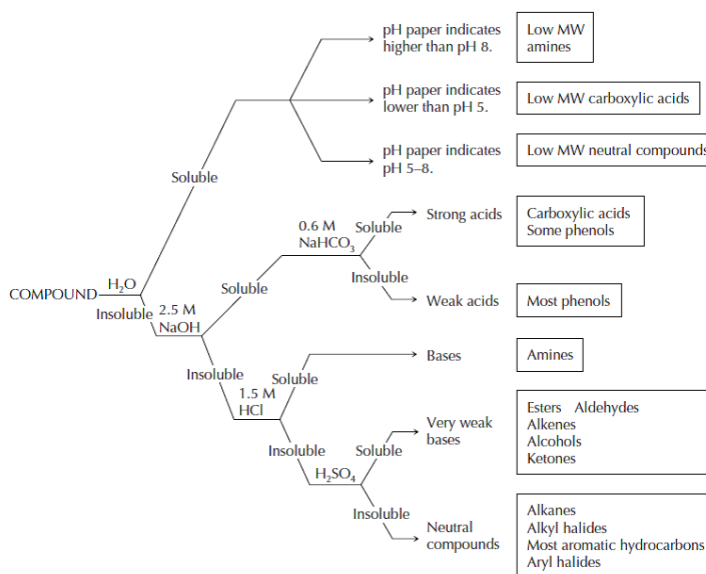 pH paper indicates
higher than pH 8.
Low MW
amines
pH paper indicates
lower than pH 5.
Low MW carboxylic acids
pH paper indicates
pH 5–8.
Low MW neutral compounds
Soluble
0.6 M
NaHCO₃
Soluble
Strong acids
Carboxylic acids
Some phenols
Insoluble
Weak acids
Most phenols
COMPOUND
H₂O
Insoluble
2.5 M
NaOH
Soluble
Insoluble
1.5 M
HCl
Soluble
Bases
Amines
Insoluble
H₂SO₄
Soluble
Very weak
bases
Esters Aldehydes
Alkenes
Alcohols
Ketones
Insoluble
Neutral
compounds
Alkanes
Alkyl halides
Most aromatic hydrocarbons
Aryl halides